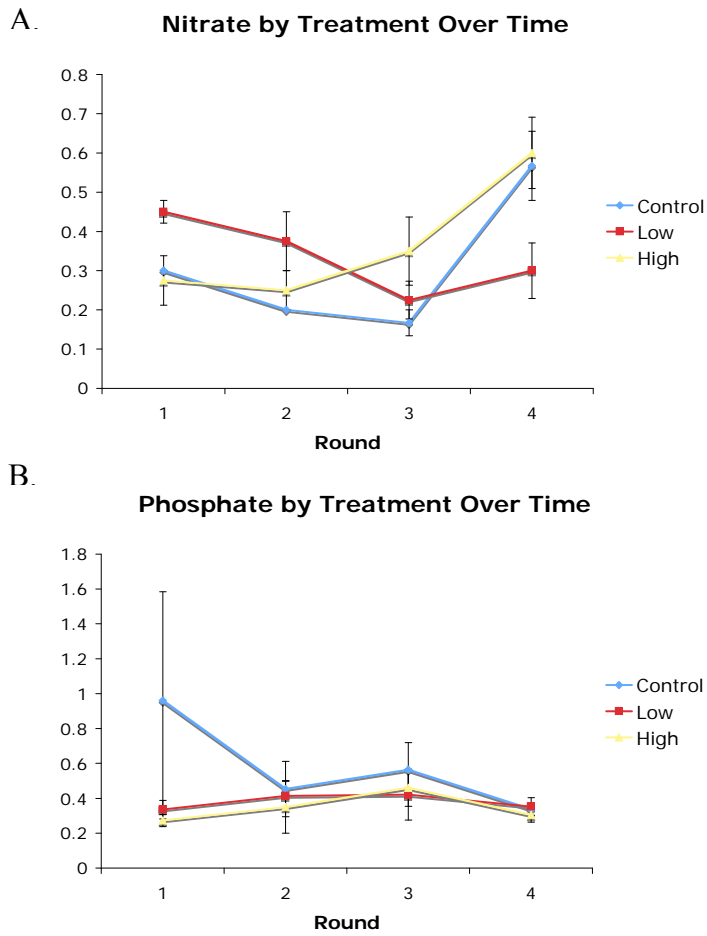 A.
Nitrate by Treatment Over Time
0.8
0.7
0.6
0.5
0.4
0.3
0.2
0.1
0
1 2 3 4
Round
Control
Low
High
B.
Phosphate by Treatment Over Time
1.8
1.6
1.4
1.2
1
0.8
0.6
0.4
0.2
0
1 2 3 4
Round
Control
Low
High